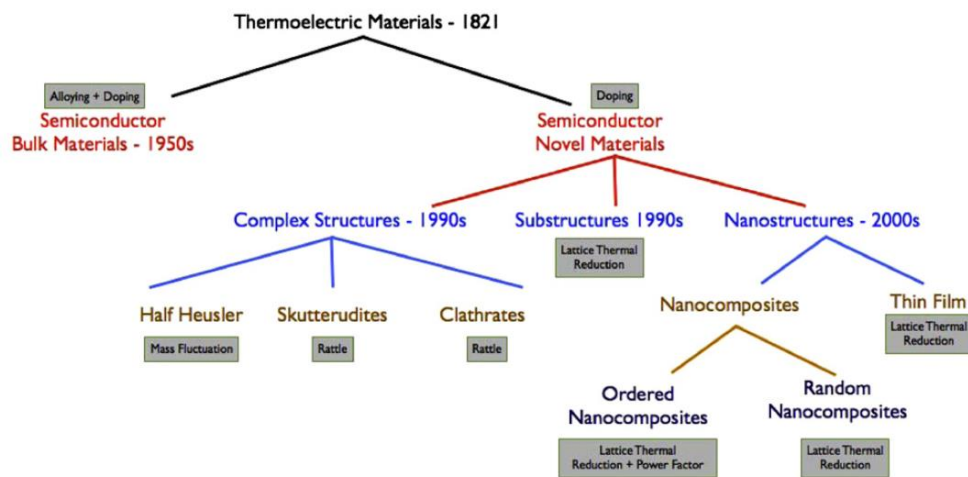 Thermoelectric Materials - 1821
Alloying + Doping
Semiconductor
Bulk Materials - 1950s
Doping
Semiconductor
Novel Materials
Complex Structures - 1990s
Substructures 1990s
Nanostructures - 2000s
Lattice Thermal
Reduction
Half Heusler
Skutterudites
Clathrates
Mass Fluctuation
Rattle
Rattle
Nanocomposites
Thin Film
Lattice Thermal
Reduction
Ordered
Nanocomposites
Random
Nanocomposites
Lattice Thermal
Reduction + Power Factor
Lattice Thermal
Reduction